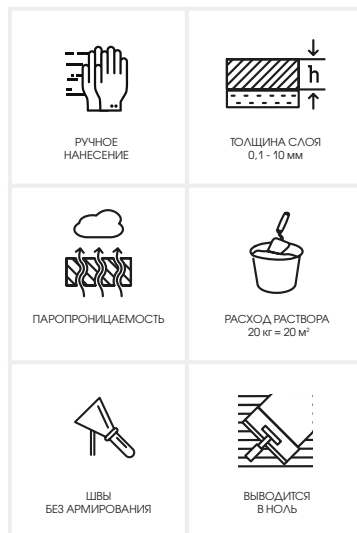 h
РУЧНОЕ
НАНЕСЕНИЕ
ТОЛЩИНА СЛОЯ
0,1 - 10 мм
ПАРОПРОНИЦАЕМОСТЬ
РАСХОД РАСТВОРА
20 кг = 20 м²
ШВЫ
БЕЗ АРМИРОВАНИЯ
ВЫВОДИТСЯ
В НОЛЬ